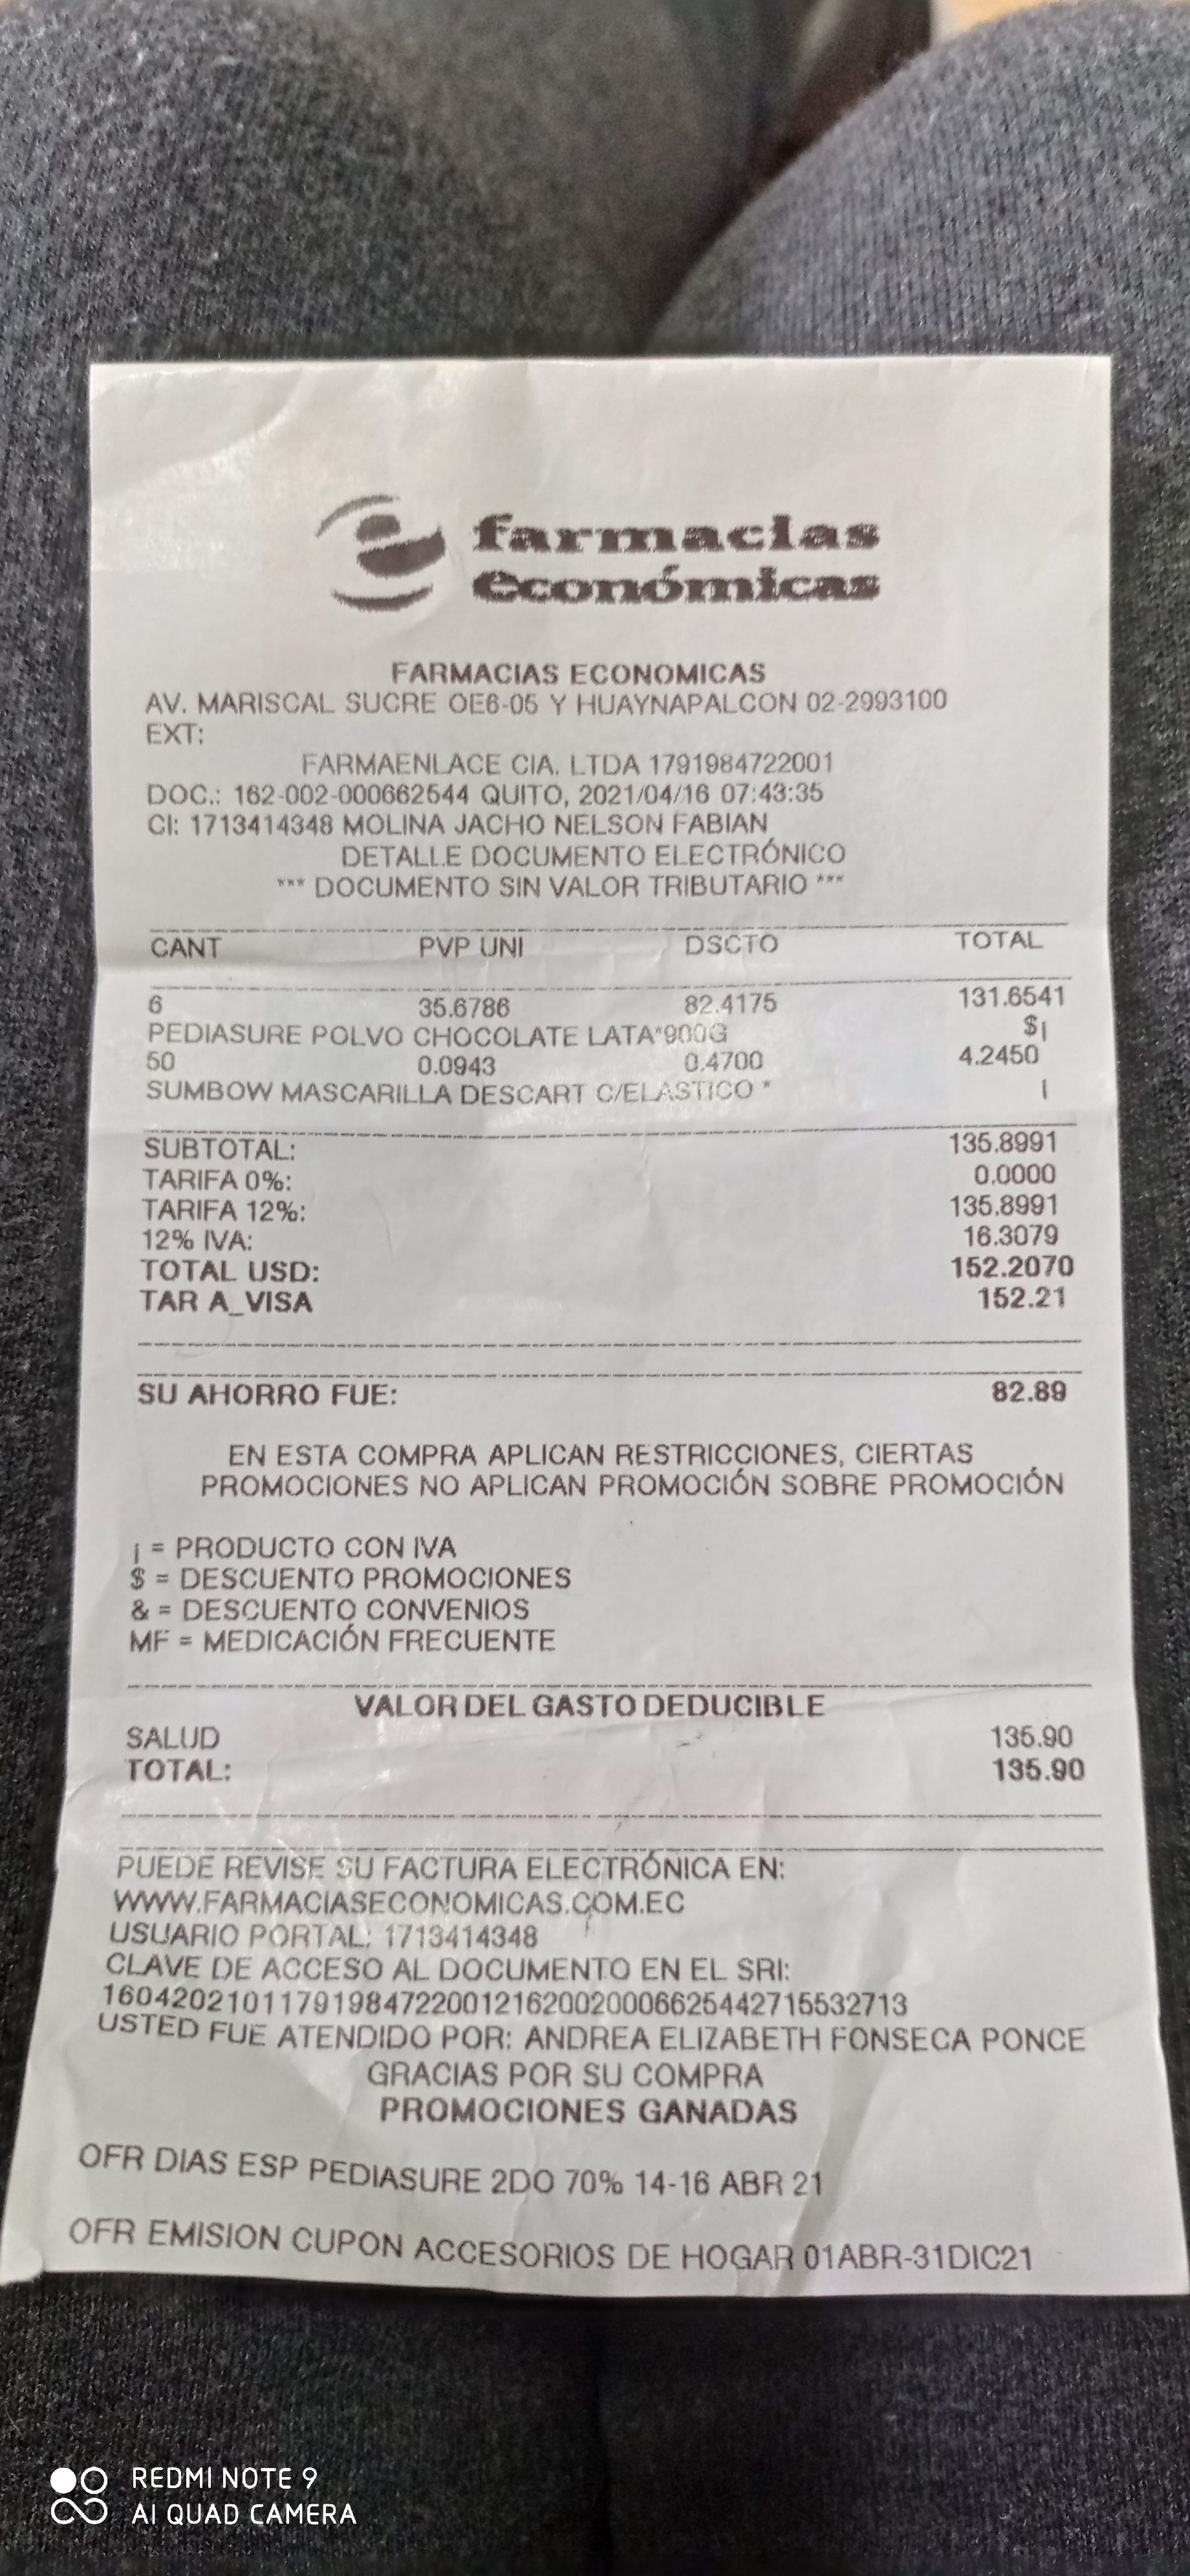 farmacias
económicas
FARMACIAS ECONOMICAS
AV. MARISCAL SUCRE OE6-05 Y HUAYNAPALCON 02-2993100
EXT:
FARMAENLACE CIA. LTDA 1791984722001
DOC.: 162-002-000662544 QUITO, 2021/04/16 07:43:35
CI: 1713414348 MOLINA JACHO NELSON FABIAN
DETALLE DOCUMENTO ELECTRÓNICO
*** DOCUMENTO SIN VALOR TRIBUTARIO ***
CANT PVP UNI DSCTO TOTAL
6 35.6786 82.4175 131.6541
PEDIASURE POLVO CHOCOLATE LATA*900G $¡
50 0.0943 0.4700 4.2450
SUMBOW MASCARILLA DESCART C/ELASTICO * ¡
SUBTOTAL: 135.8991
TARIFA 0%: 0.0000
TARIFA 12%: 135.8991
12% IVA: 16.3079
TOTAL USD: 152.2070
TAR A_VISA 152.21
SU AHORRO FUE: 82.89
EN ESTA COMPRA APLICAN RESTRICCIONES, CIERTAS
PROMOCIONES NO APLICAN PROMOCIÓN SOBRE PROMOCIÓN
¡ = PRODUCTO CON IVA
$ = DESCUENTO PROMOCIONES
& = DESCUENTO CONVENIOS
MF = MEDICACIÓN FRECUENTE
VALOR DEL GASTO DEDUCIBLE
SALUD 135.90
TOTAL: 135.90
PUEDE REVISE SU FACTURA ELECTRÓNICA EN:
WWW.FARMACIASECONOMICAS.COM.EC
USUARIO PORTAL: 1713414348
CLAVE DE ACCESO AL DOCUMENTO EN EL SRI:
1604202101179198472200121620020006625442715532713
USTED FUE ATENDIDO POR: ANDREA ELIZABETH FONSECA PONCE
GRACIAS POR SU COMPRA
PROMOCIONES GANADAS
OFR DIAS ESP PEDIASURE 2DO 70% 14-16 ABR 21
OFR EMISION CUPON ACCESORIOS DE HOGAR 01ABR-31DIC21
REDMI NOTE 9
AI QUAD CAMERA